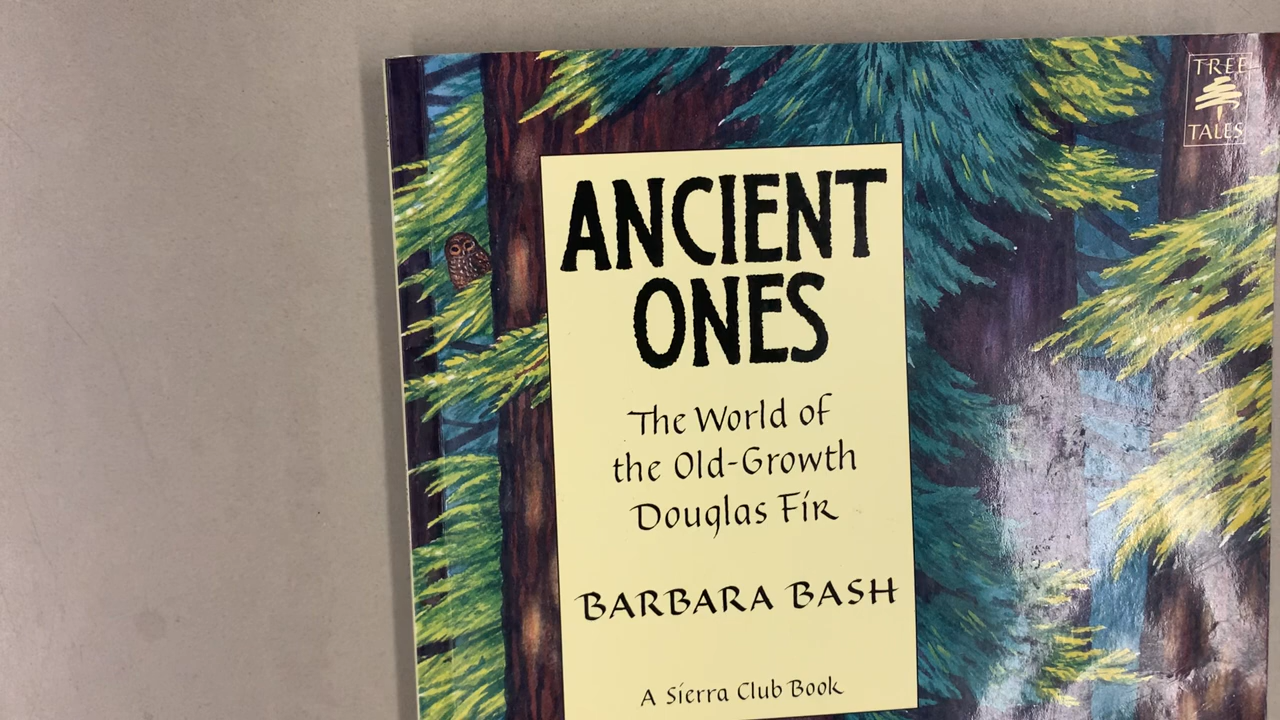 TREE
TALES
ANCIENT
ONES
The World of
the Old-Growth
Douglas Fir
BARBARA BASH
A Sierra Club Book